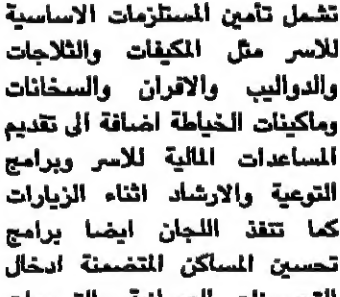 تشمل تأمين المستلزمات الاساسية
للاسر مثل المكيفات والثلاجات
والدواليب والافران والسخانات
وماكينات الخياطة اضافة الى تقديم
المساعدات المالية للاسر وبرامج
التوعية والارشاد اثناء الزيارات
كما تنفذ اللجان ايضا برامج
تحسين المساكن المتضمنة ادخال